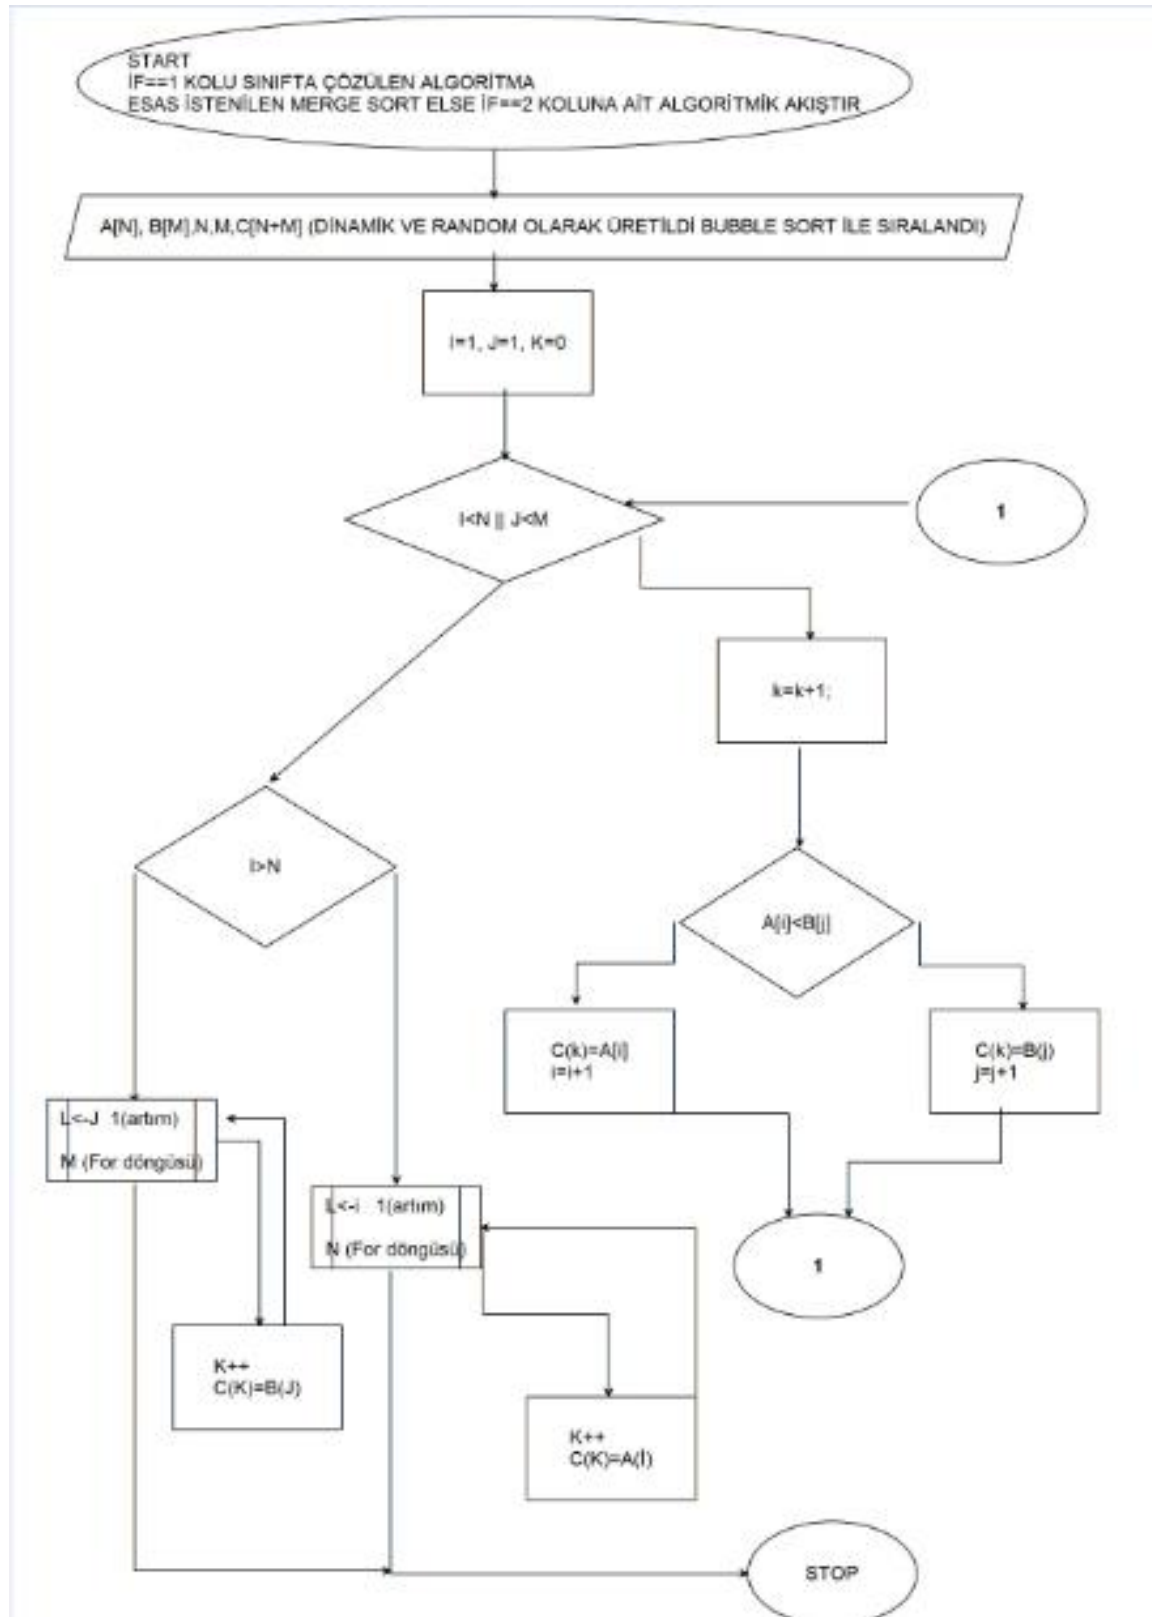 START
İF==1 KOLU SINIFTA ÇÖZÜLEN ALGORİTMA
ESAS İSTENİLEN MERGE SORT ELSE İF==2 KOLUNA AİT ALGORİTMİK AKIŞTIR
A[N], B[M],N,M,C[N+M] (DİNAMİK VE RANDOM OLARAK ÜRETİLDİ BUBBLE SORT İLE SIRALANDI)
I=1, J=1, K=0
I<N || J<M
1
k=k+1;
I>N
A[i]<B[j]
C(k)=A[i]
i=i+1
C(k)=B(j)
j=j+1
L<-J 1(artım)
M (For döngüsü)
L<-i 1(artım)
N (For döngüsü)
1
K++
C(K)=B(J)
K++
C(K)=A(İ)
STOP